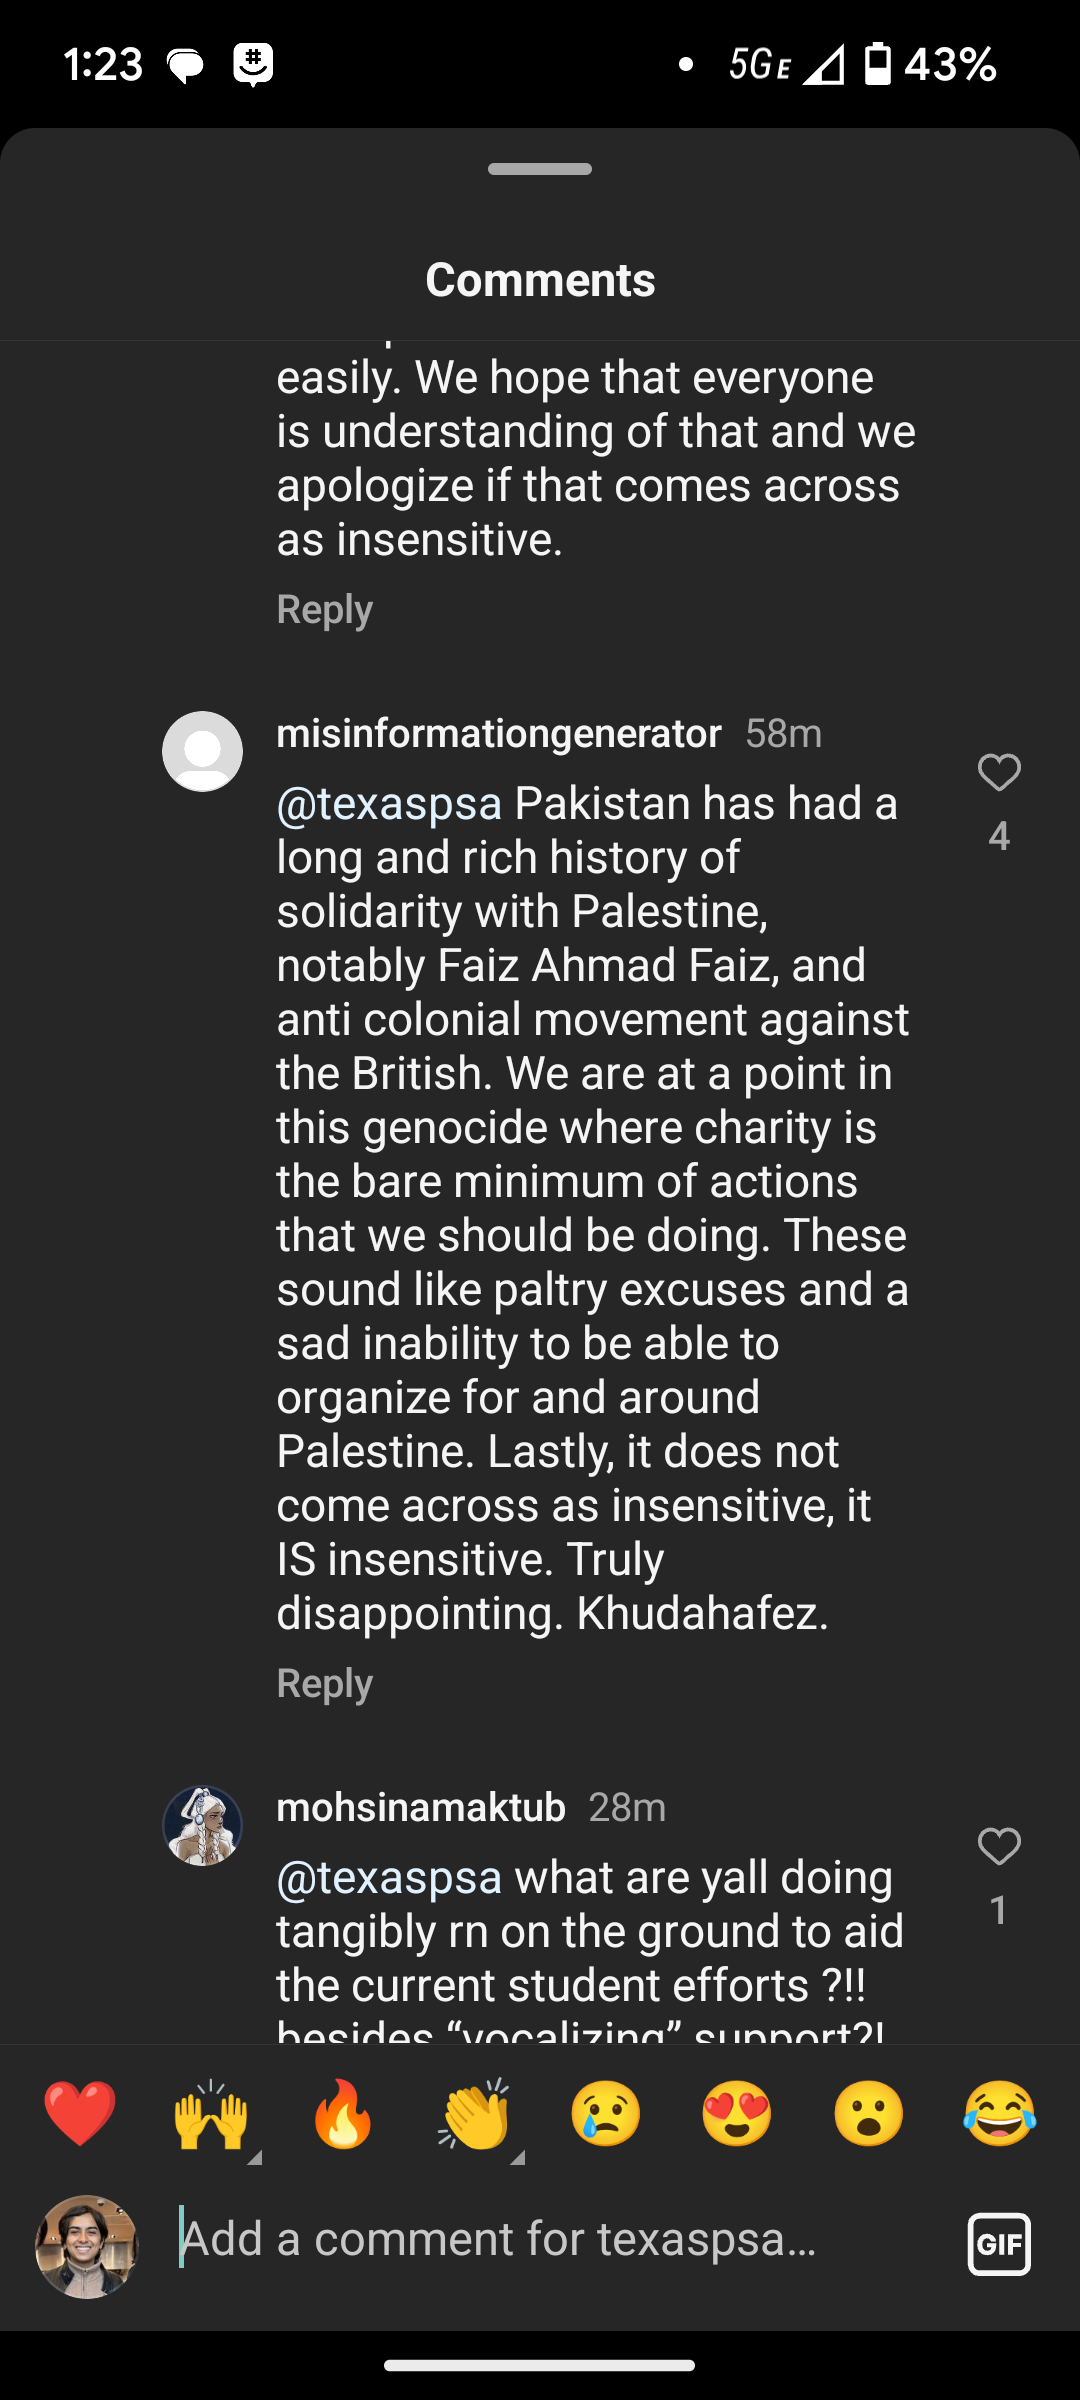 1:23
5GE
43%
Comments
easily. We hope that everyone
is understanding of that and we
apologize if that comes across
as insensitive.
Reply
misinformationgenerator 58m
@texaspsa Pakistan has had a
long and rich history of
solidarity with Palestine,
notably Faiz Ahmad Faiz, and
anti colonial movement against
the British. We are at a point in
this genocide where charity is
the bare minimum of actions
that we should be doing. These
sound like paltry excuses and a
sad inability to be able to
organize for and around
Palestine. Lastly, it does not
come across as insensitive, it
IS insensitive. Truly
disappointing. Khudahafez.
4
Reply
mohsinamaktub 28m
@texaspsa what are yall doing
tangibly rn on the ground to aid
the current student efforts ?!!
besides “vocalizing” support?!
1
Add a comment for texaspsa...
GIF